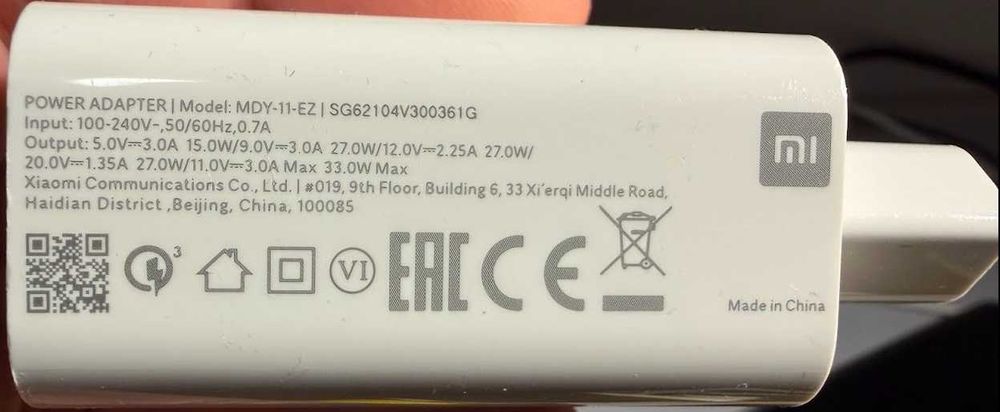 POWER ADAPTER | Model: MDY-11-EZ | SG62104V300361G
Input: 100-240V~,50/60Hz,0.7A
Output: 5.0V⎓3.0A 15.0W/9.0V⎓3.0A 27.0W/12.0V⎓2.25A 27.0W/
20.0V⎓1.35A 27.0W/11.0V⎓3.0A Max 33.0W Max
Xiaomi Communications Co., Ltd. | #019, 9th Floor, Building 6, 33 Xi'erqi Middle Road,
Haidian District ,Beijing, China, 100085
mi
3
VI
EAC
CE
Made in China